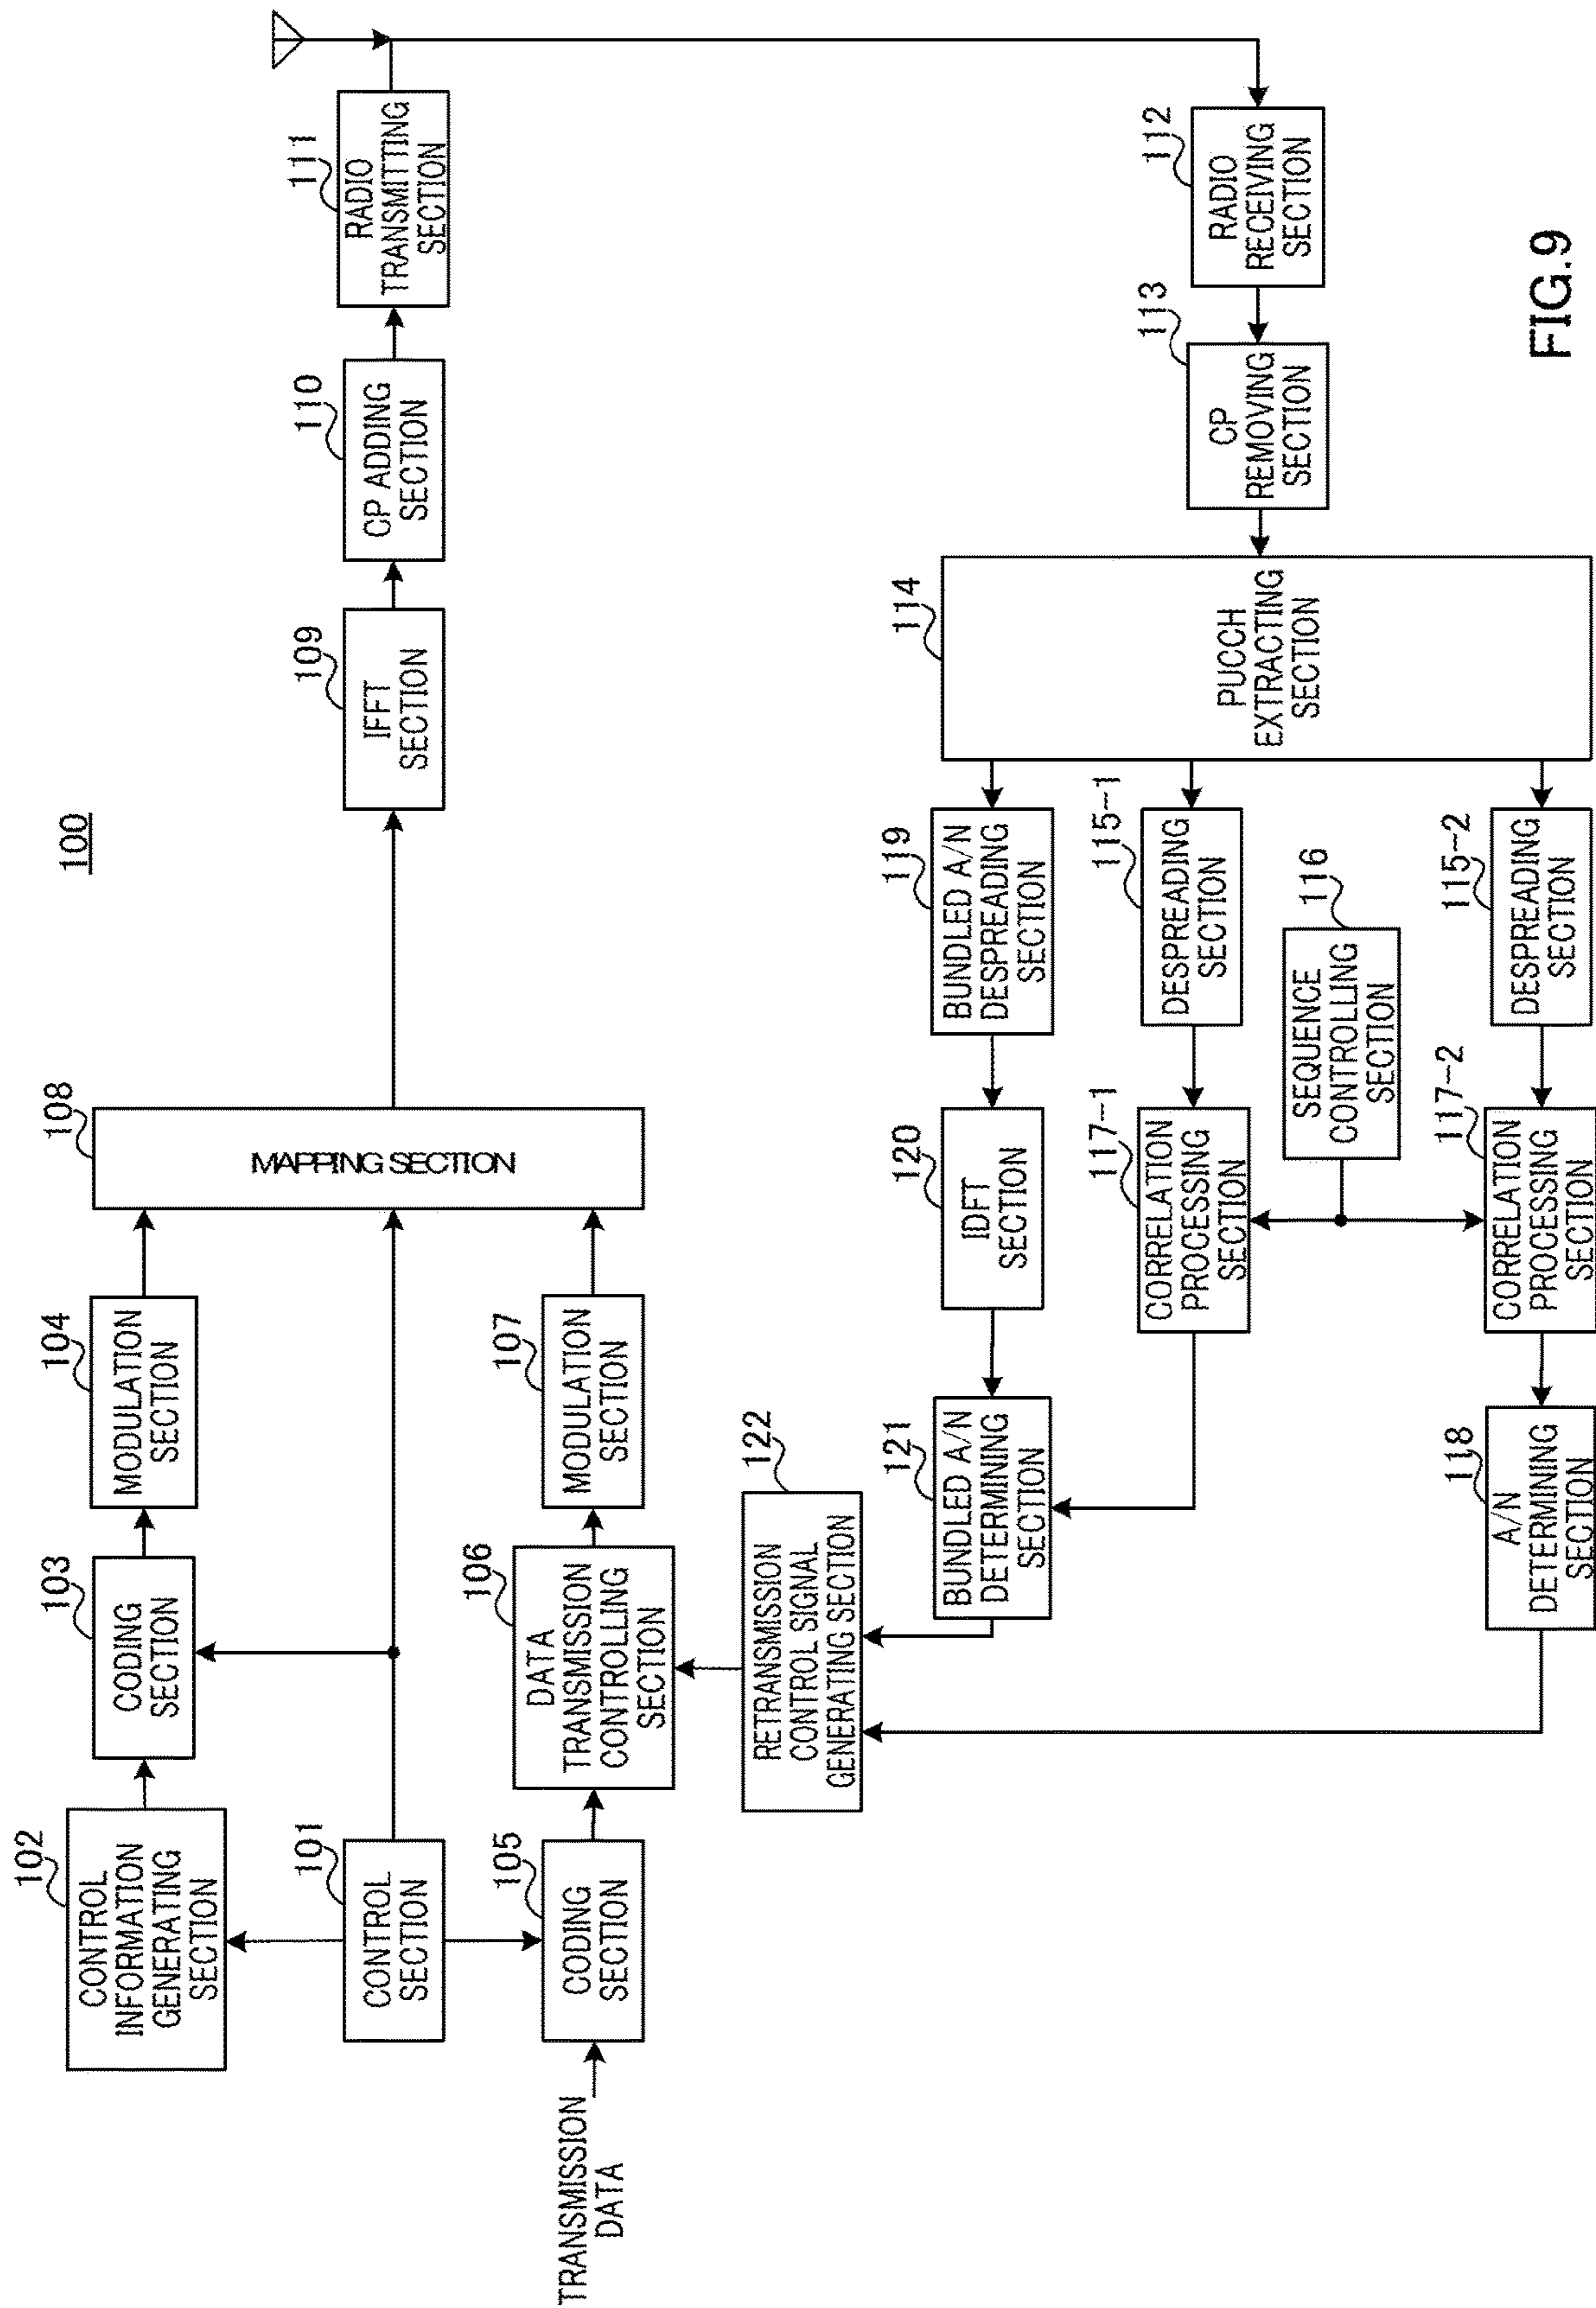 100
102
CONTROL
INFORMATION
GENERATING
SECTION
103
CODING
SECTION
104
MODULATION
SECTION
101
CONTROL
SECTION
108
MAPPING SECTION
109
IFFT
SECTION
110
CP ADDING
SECTION
111
RADIO
TRANSMITTING
SECTION
TRANSMISSION
DATA
105
CODING
SECTION
106
DATA
TRANSMISSION
CONTROLLING
SECTION
107
MODULATION
SECTION
122
RETRANSMISSION
CONTROL SIGNAL
GENERATING SECTION
121
BUNDLED A/N
DETERMINING
SECTION
120
IDFT
SECTION
119
BUNDLED A/N
DESPREADING
SECTION
114
PUCCH
EXTRACTING
SECTION
113
CP
REMOVING
SECTION
112
RADIO
RECEIVING
SECTION
117-1
CORRELATION
PROCESSING
SECTION
115-1
DESPREADING
SECTION
116
SEQUENCE
CONTROLLING
SECTION
118
A/N
DETERMINING
SECTION
117-2
CORRELATION
PROCESSING
SECTION
115-2
DESPREADING
SECTION
FIG.9